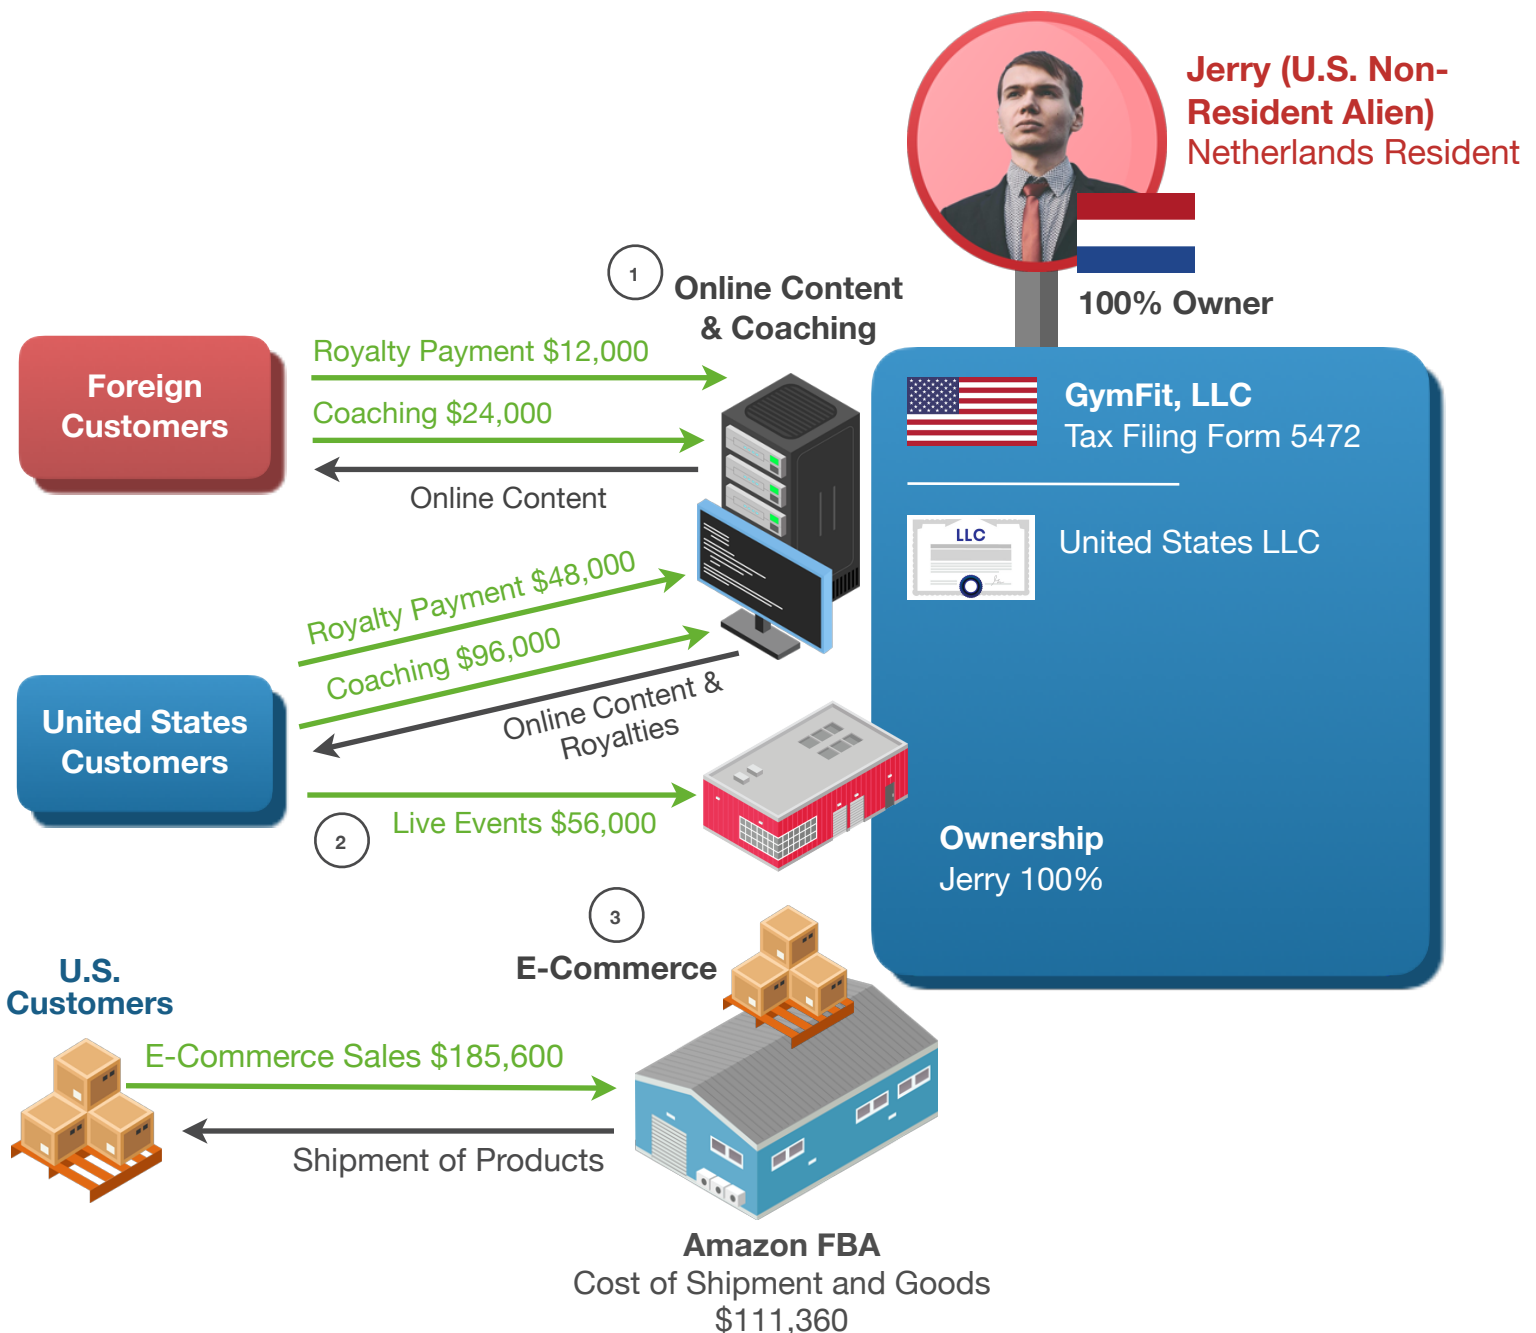 Jerry (U.S. Non-
Resident Alien)
Netherlands Resident
100% Owner
1
Online Content
& Coaching
Foreign
Customers
Royalty Payment $12,000
Coaching $24,000
Online Content
GymFit, LLC
Tax Filing Form 5472
LLC
United States LLC
Royalty Payment $48,000
Coaching $96,000
Online Content &
Royalties
United States
Customers
2
Live Events $56,000
Ownership
Jerry 100%
3
E-Commerce
U.S.
Customers
E-Commerce Sales $185,600
Shipment of Products
Amazon FBA
Cost of Shipment and Goods
$111,360